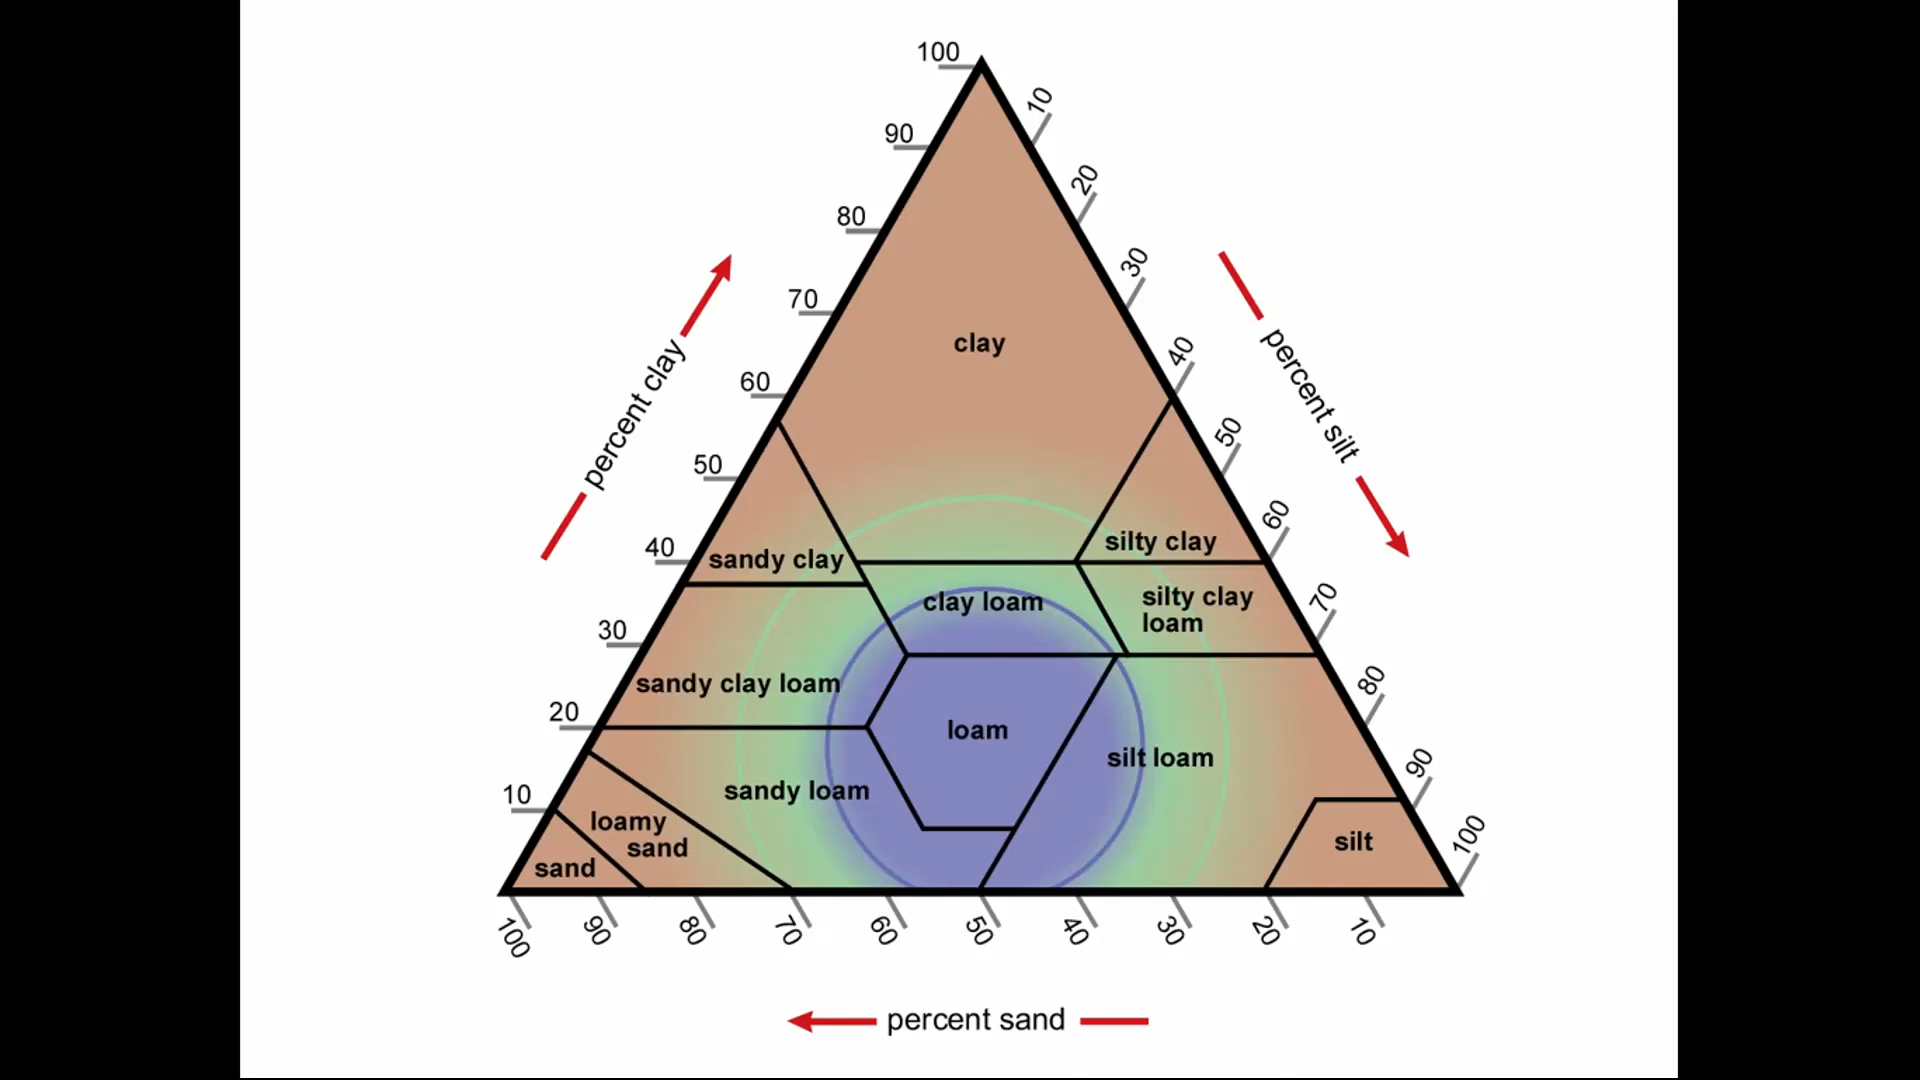 100
10
90
20
80
30
70
clay
40
60
percent clay
percent silt
50
50
60
silty clay
40
sandy clay
silty clay
loam
70
clay loam
30
80
sandy clay loam
20
loam
silt loam
90
10
sandy loam
loamy
sand
silt
100
sand
100
90
80
70
60
50
40
30
20
10
percent sand